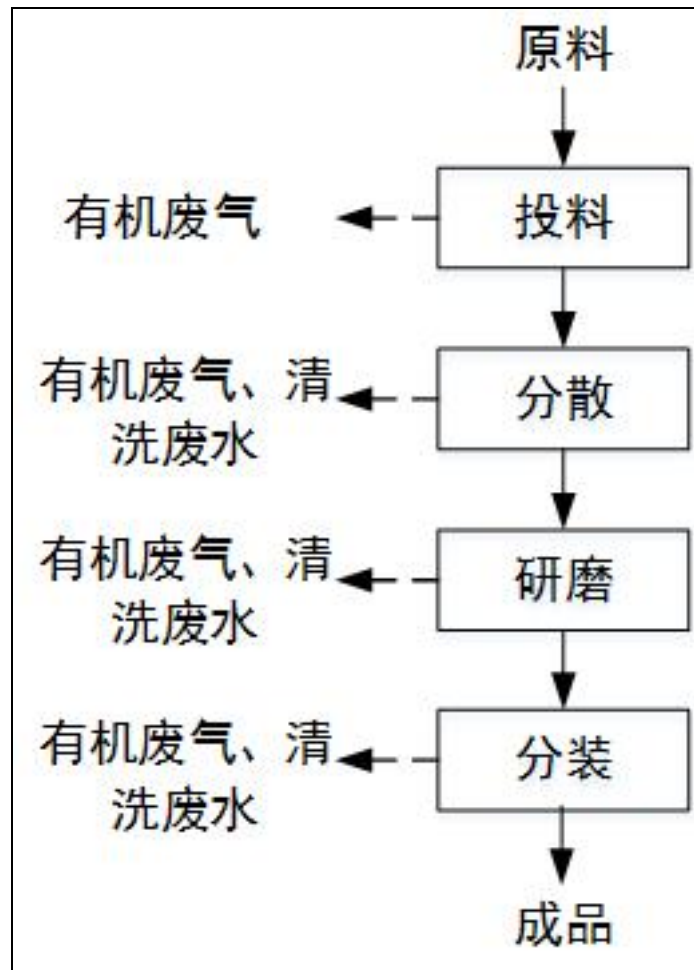 原料
有机废气
投料
有机废气、清
洗废水
分散
有机废气、清
洗废水
研磨
有机废气、清
洗废水
分装
成品